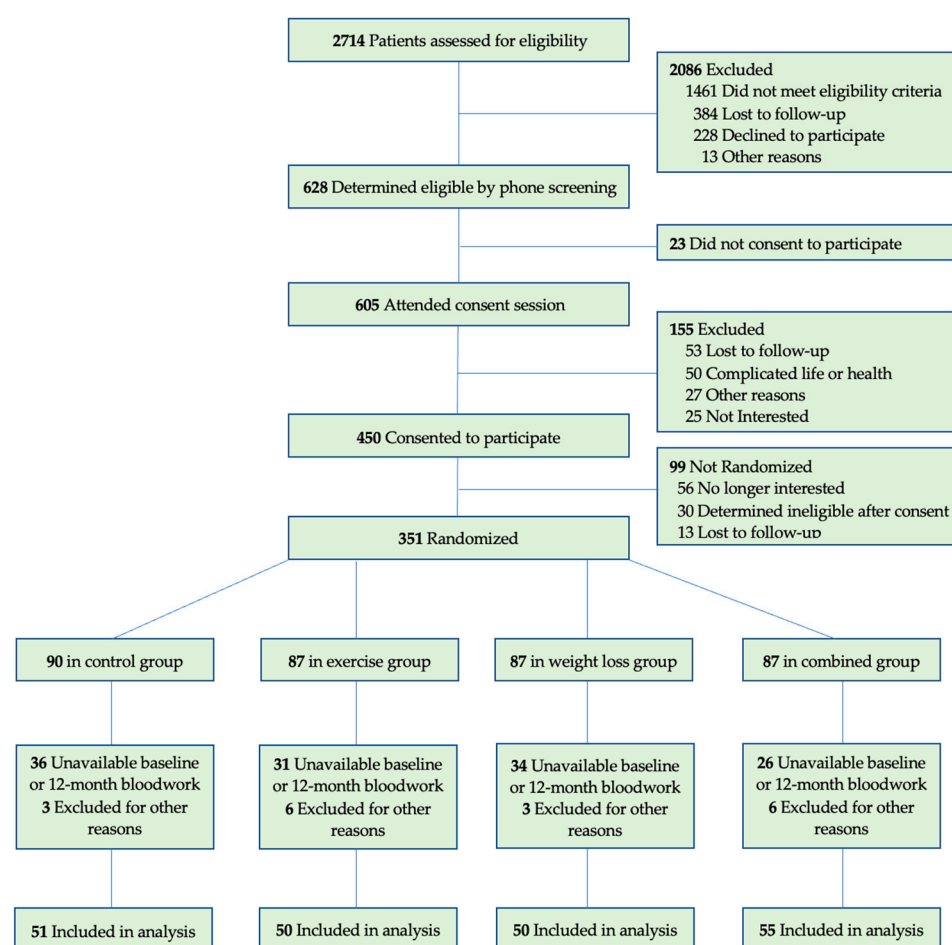 2714 Patients assessed for eligibility
2086 Excluded
1461 Did not meet eligibility criteria
384 Lost to follow-up
228 Declined to participate
13 Other reasons
628 Determined eligible by phone screening
23 Did not consent to participate
605 Attended consent session
155 Excluded
53 Lost to follow-up
50 Complicated life or health
27 Other reasons
25 Not Interested
450 Consented to participate
99 Not Randomized
56 No longer interested
30 Determined ineligible after consent
13 Lost to follow-up
351 Randomized
90 in control group
87 in exercise group
87 in weight loss group
87 in combined group
36 Unavailable baseline
or 12-month bloodwork
3 Excluded for other
reasons
31 Unavailable baseline
or 12-month bloodwork
6 Excluded for other
reasons
34 Unavailable baseline
or 12-month bloodwork
3 Excluded for other
reasons
26 Unavailable baseline
or 12-month bloodwork
6 Excluded for other
reasons
51 Included in analysis
50 Included in analysis
50 Included in analysis
55 Included in analysis